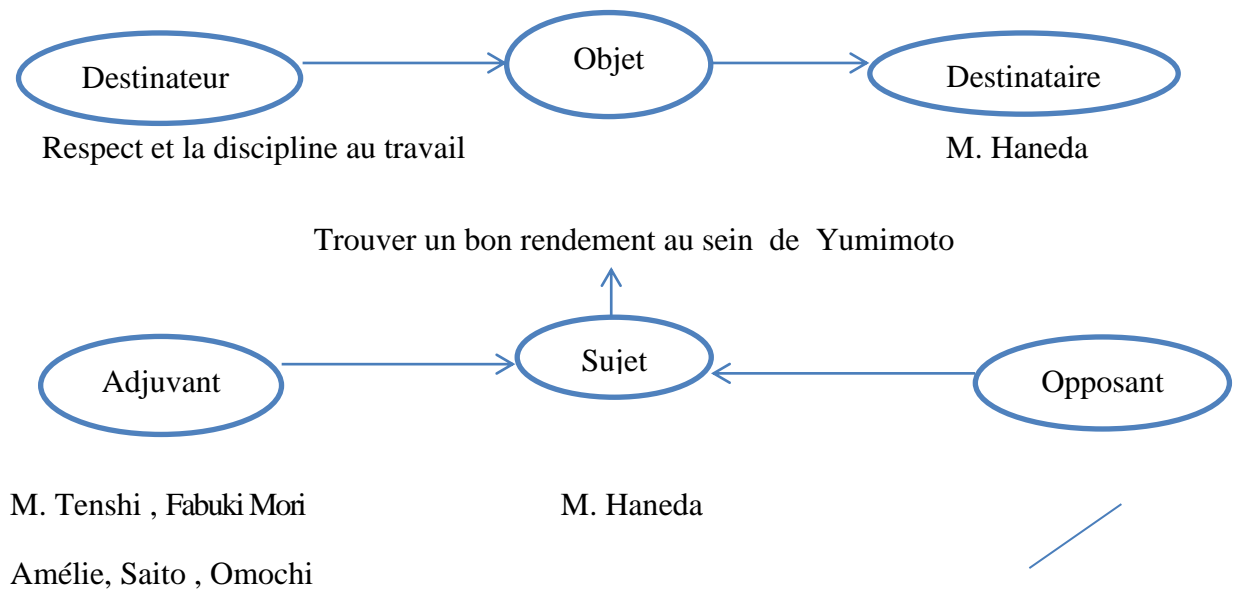 Destinateur
Objet
Destinataire
Respect et la discipline au travail
M. Haneda
Trouver un bon rendement au sein de Yumimoto
Adjuvant
Sujet
Opposant
M. Tenshi , Fabuki Mori
M. Haneda
Amélie, Saito , Omochi